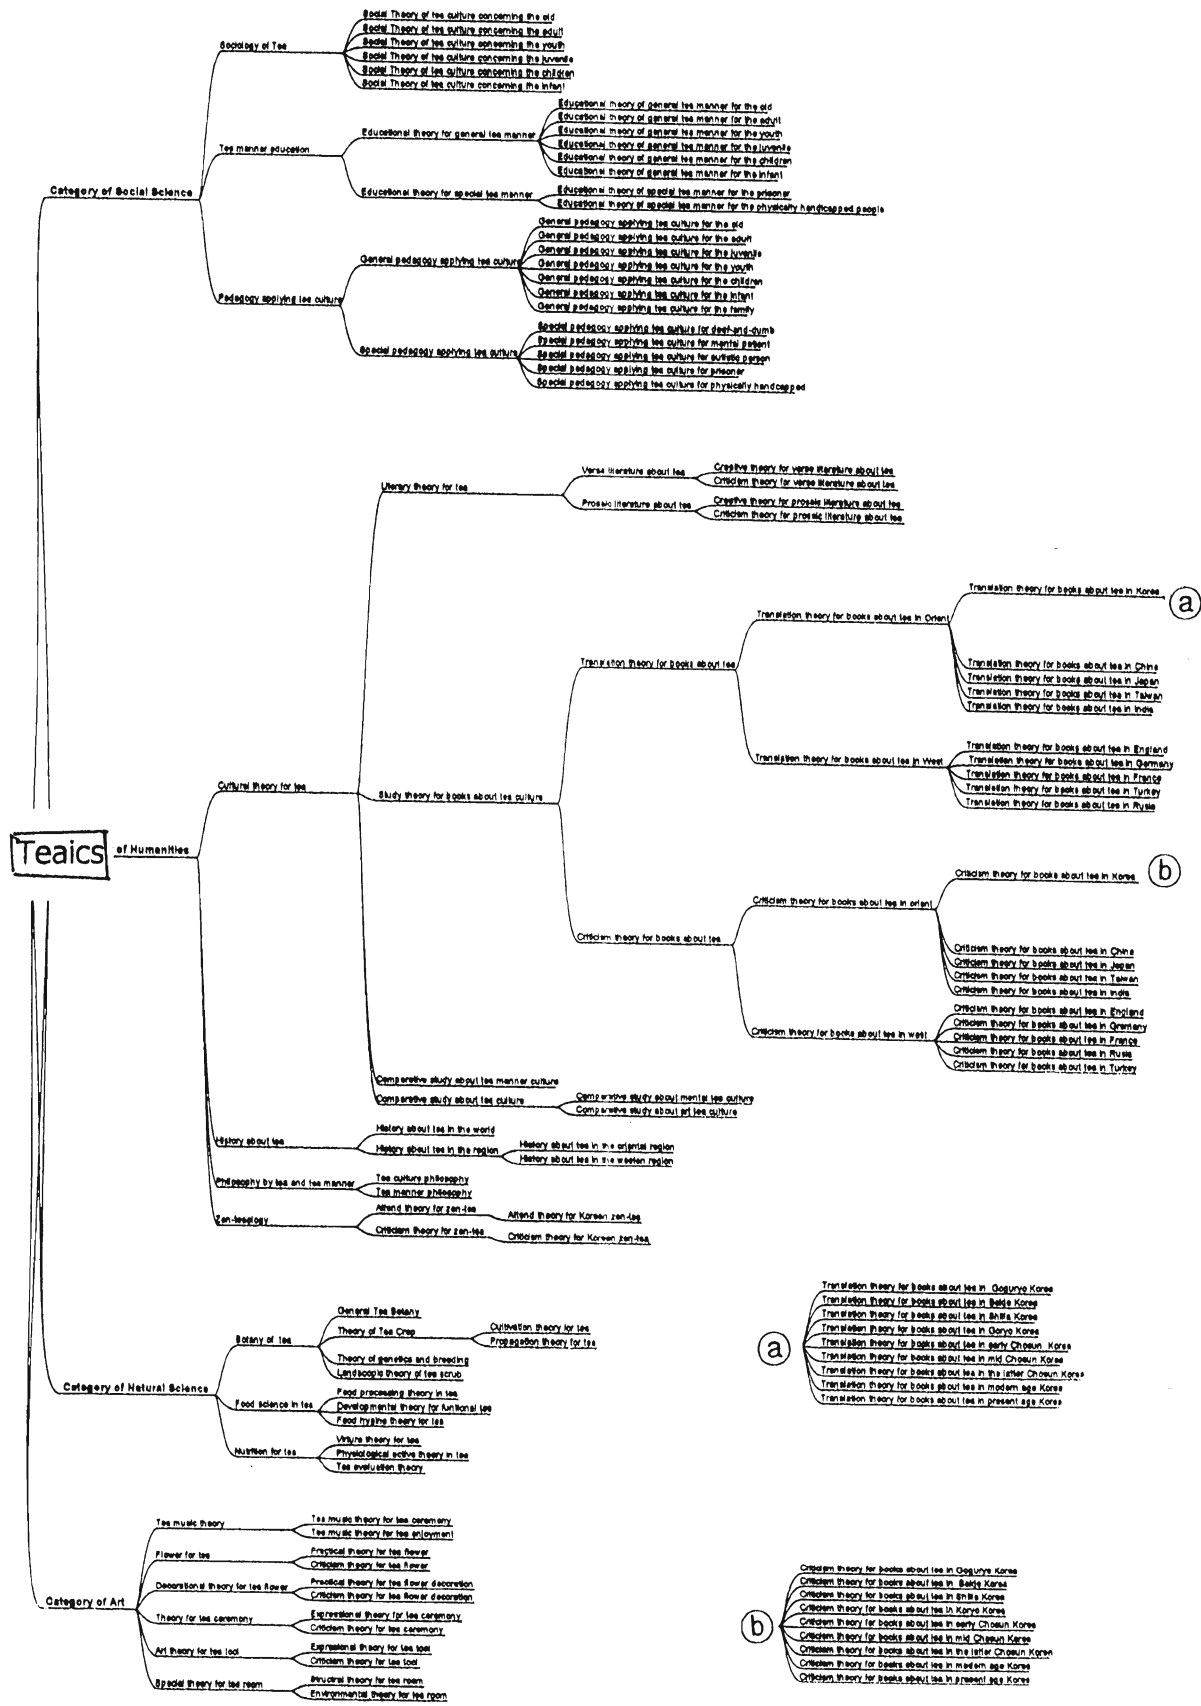 Social Theory of tea culture concerning the old
Social Theory of tea culture concerning the adult
Sociology of Tea
Social Theory of tea culture concerning the youth
Social Theory of tea culture concerning the juvenile
Social Theory of tea culture concerning the children
Social Theory of tea culture concerning the infant
Educational theory of general tea manner for the old
Educational theory of general tea manner for the adult
Educational theory for general tea manner
Educational theory of general tea manner for the youth
Educational theory of general tea manner for the juvenile
Tea manner education
Educational theory of general tea manner for the children
Educational theory of general tea manner for the infant
Category of Social Science
Educational theory for special tea manner
Educational theory of special tea manner for the prisoner
Educational theory of special tea manner for the physically handicapped people
General pedagogy applying tea culture for the old
General pedagogy applying tea culture for the adult
General pedagogy applying tea culture for the juvenile
General pedagogy applying tea culture
General pedagogy applying tea culture for the youth
General pedagogy applying tea culture for the children
Pedagogy applying tea culture
General pedagogy applying tea culture for the infant
General pedagogy applying tea culture for the family
Special pedagogy applying tea culture for deef-and-dumb
Special pedagogy applying tea culture for mental patient
Special pedagogy applying tea culture
Special pedagogy applying tea culture for autistic person
Special pedagogy applying tea culture for prisoner
Special pedagogy applying tea culture for physically handcapped
Literary theory for tea
Verse literature about tea
Creative theory for verse literature about tea
Criticism theory for verse literature about tea
Prosaic literature about tea
Creative theory for prosaic literature about tea
Criticism theory for prosaic literature about tea
Translation theory for books about tea in Korea
a
Translation theory for books about tea in Orient
Translation theory for books about tea
Translation theory for books about tea in China
Translation theory for books about tea in Japan
Translation theory for books about tea in Taiwan
Translation theory for books about tea in India
Translation theory for books about tea in West
Translation theory for books about tea in England
Translation theory for books about tea in Germany
Translation theory for books about tea in France
Translation theory for books about tea in Turkey
Translation theory for books about tea in Rusia
Cultural theory for tea
Study theory for books about tea culture
Teaics
of Humanities
Criticism theory for books about tea in Korea
b
Criticism theory for books about tea in orient
Criticism theory for books about tea
Criticism theory for books about tea in China
Criticism theory for books about tea in Japan
Criticism theory for books about tea in Taiwan
Criticism theory for books about tea in India
Criticism theory for books about tea in west
Criticism theory for books about tea in England
Criticism theory for books about tea in Gremany
Criticism theory for books about tea in France
Criticism theory for books about tea in Rusia
Criticism theory for books about tea in Turkey
Comparative study about tea manner culture
Comparative study about tea culture
Comparative study about mental tea culture
Comparative study about art tea culture
History about tea
History about tea in the world
History about tea in the region
History about tea in the oriental region
History about tea in the westen region
Philpsophy by tea and tea manner
Tea culture philosophy
Tea manner philosophy
Zen-teaology
Attend theory for zen-tea
Attend theory for Korean zen-tea
Criticism theory for zen-tea
Criticism theory for Korean zen-tea
General Tea Botany
Botany of tea
Theory of Tea Crop
Cultivation theory for tea
Propagation theory for tea
Theory of genetics and breeding
Landscopic theory of tea scrub
Category of Natural Science
Food science in tea
Food processing theory in tea
Developmental theory for funtional tea
Food hygine theory for tea
Nutrition for tea
Virture theory for tea
Physiological active theory in tea
Tea evaluation theory
a
Translation theory for books about tea in Goguryo Korea
Translation theory for books about tea in Bekje Korea
Translation theory for books about tea in Shilla Korea
Translation theory for books about tea in Goryo Korea
Translation theory for books about tea in early Chosun Korea
Translation theory for books about tea in mid Chosun Korea
Translation theory for books about tea in the latter Chosun Korea
Translation theory for books about tea in modern age Korea
Translation theory for books about tea in present age Korea
Category of Art
Tea music theory
Tea music theory for tea ceremony
Tea music theory for tea enjoyment
Flower for tea
Practical theory for tea flower
Criticism theory for tea flower
Decorational theory for tea flower
Practical theory for tea flower decoration
Criticism theory for tea flower decoration
Theory for tea ceremony
Expressional theory for tea ceremony
Criticism theory for tea ceremony
Art theory for tea tool
Expressional theory for tea tool
Criticism theory for tea tool
Special theory for tea room
Structral theory for tea room
Environmental theory for tea room
b
Criticism theory for books about tea in Goguryo Korea
Criticism theory for books about tea in Bekje Korea
Criticism theory for books about tea in Shilla Korea
Criticism theory for books about tea in Koryo Korea
Criticism theory for books about tea in early Chosun Korea
Criticism theory for books about tea in mid Chosun Korea
Criticism theory for books about tea in the latter Chosun Korea
Criticism theory for books about tea in modern age Korea
Criticism theory for books about tea in present age Korea